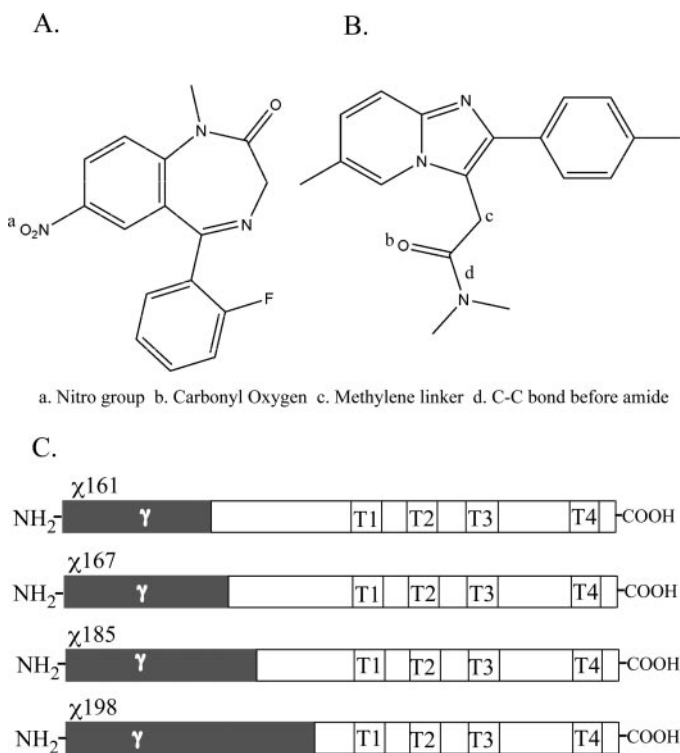 A.
B.
N
O
N
a
O₂N
F
N
N
b
O
c
d
N
a. Nitro group b. Carbonyl Oxygen c. Methylene linker d. C-C bond before amide
C.
χ161
NH₂ γ T1 T2 T3 T4 COOH
χ167
NH₂ γ T1 T2 T3 T4 COOH
χ185
NH₂ γ T1 T2 T3 T4 COOH
χ198
NH₂ γ T1 T2 T3 T4 COOH